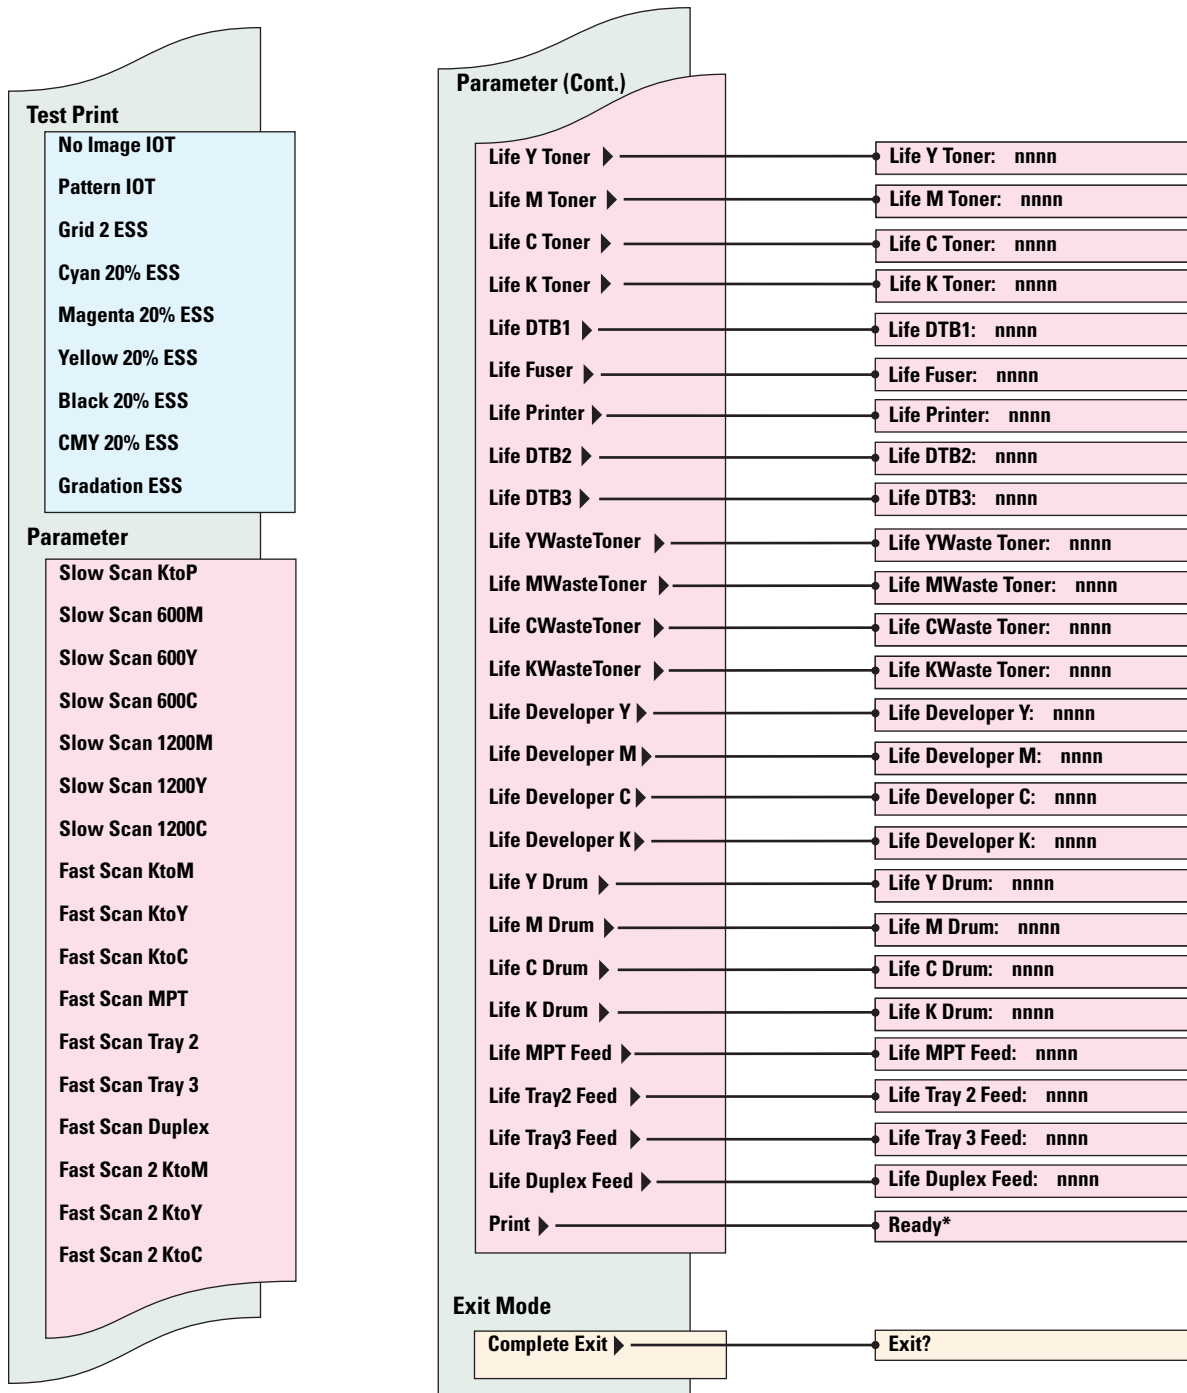 Test Print
No Image IOT
Pattern IOT
Grid 2 ESS
Cyan 20% ESS
Magenta 20% ESS
Yellow 20% ESS
Black 20% ESS
CMY 20% ESS
Gradation ESS
Parameter
Slow Scan KtoP
Slow Scan 600M
Slow Scan 600Y
Slow Scan 600C
Slow Scan 1200M
Slow Scan 1200Y
Slow Scan 1200C
Fast Scan KtoM
Fast Scan KtoY
Fast Scan KtoC
Fast Scan MPT
Fast Scan Tray 2
Fast Scan Tray 3
Fast Scan Duplex
Fast Scan 2 KtoM
Fast Scan 2 KtoY
Fast Scan 2 KtoC
Parameter (Cont.)
Life Y Toner Life Y Toner: nnnn
Life M Toner Life M Toner: nnnn
Life C Toner Life C Toner: nnnn
Life K Toner Life K Toner: nnnn
Life DTB1 Life DTB1: nnnn
Life Fuser Life Fuser: nnnn
Life Printer Life Printer: nnnn
Life DTB2 Life DTB2: nnnn
Life DTB3 Life DTB3: nnnn
Life YWasteToner Life YWaste Toner: nnnn
Life MWasteToner Life MWaste Toner: nnnn
Life CWasteToner Life CWaste Toner: nnnn
Life KWasteToner Life KWaste Toner: nnnn
Life Developer Y Life Developer Y: nnnn
Life Developer M Life Developer M: nnnn
Life Developer C Life Developer C: nnnn
Life Developer K Life Developer K: nnnn
Life Y Drum Life Y Drum: nnnn
Life M Drum Life M Drum: nnnn
Life C Drum Life C Drum: nnnn
Life K Drum Life K Drum: nnnn
Life MPT Feed Life MPT Feed: nnnn
Life Tray2 Feed Life Tray 2 Feed: nnnn
Life Tray3 Feed Life Tray 3 Feed: nnnn
Life Duplex Feed Life Duplex Feed: nnnn
Print Ready*
Exit Mode
Complete Exit Exit?